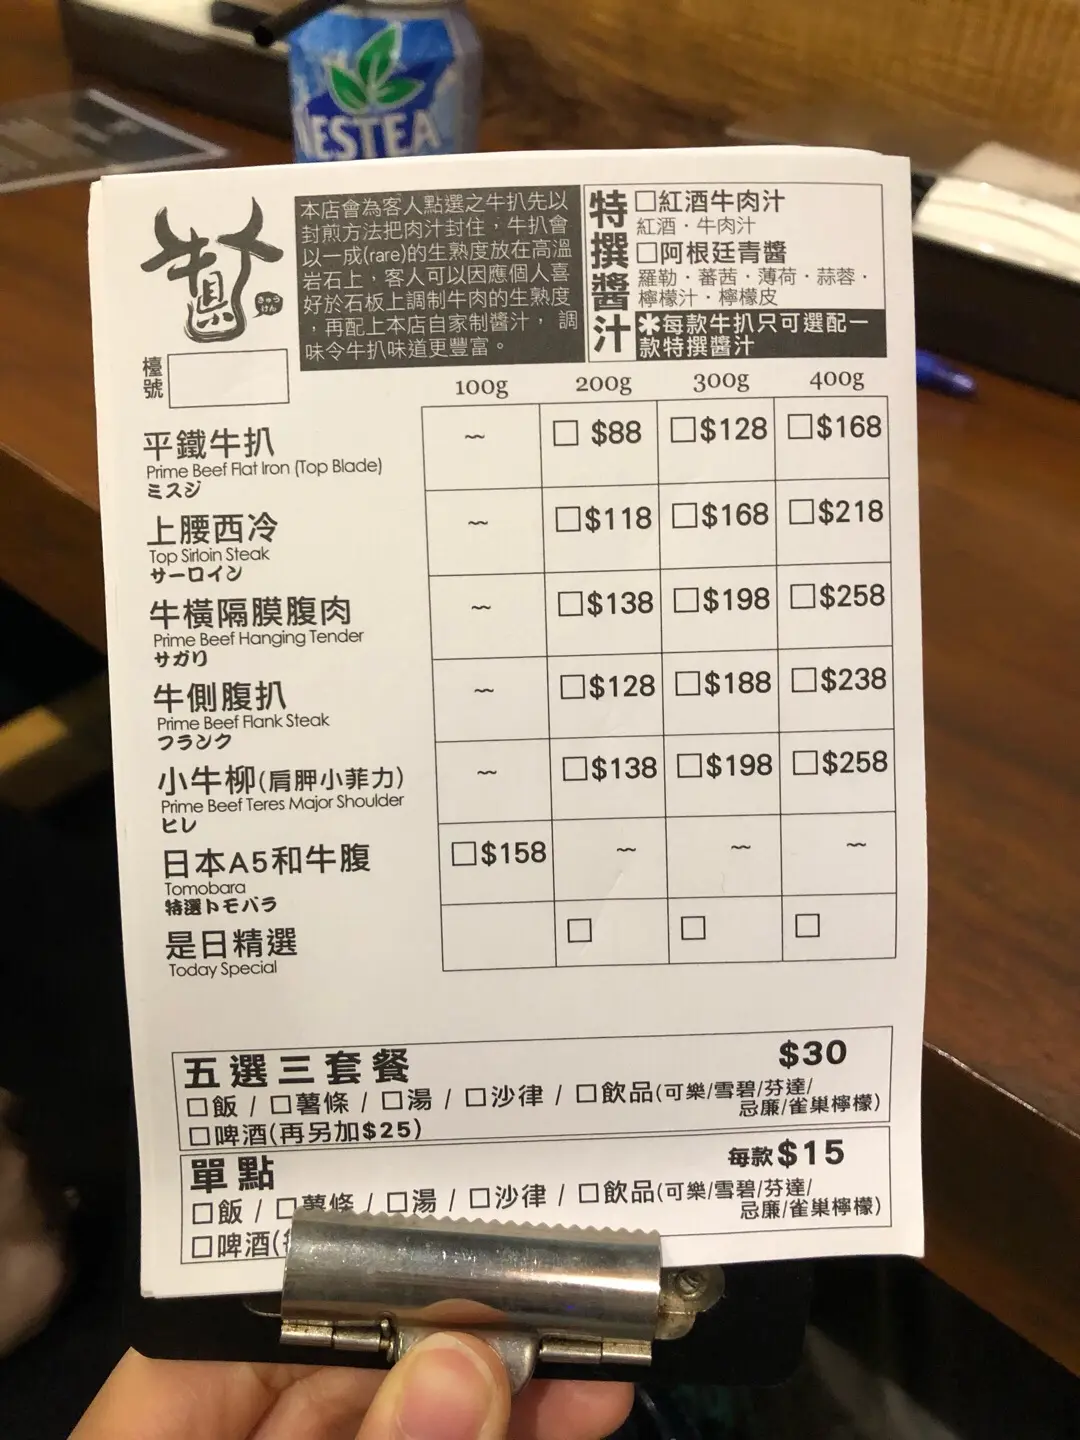 NESTEA
本店會為客人點選之牛扒先以
封煎方法把肉汁封住，牛扒會
以一成(rare)的生熟度放在高溫
岩石上，客人可以因應個人喜
好於石板上調制牛肉的生熟度
，再配上本店自家制醬汁， 調
味令牛扒味道更豐富。
特撰醬汁
□紅酒牛肉汁
紅酒・牛肉汁
□阿根廷青醬
羅勒・蕃茜・薄荷・蒜蓉・
檸檬汁・檸檬皮
*每款牛扒只可選配一
款特撰醬汁
檯號
100g 200g 300g 400g
平鐵牛扒 ~ □ $88 □$128 □$168
Prime Beef Flat Iron (Top Blade)
ミスジ
上腰西冷 ~ □$118 □$168 □$218
Top Sirloin Steak
サーロイン
牛橫隔膜腹肉 ~ □$138 □$198 □$258
Prime Beef Hanging Tender
サガリ
牛側腹扒 ~ □$128 □$188 □$238
Prime Beef Flank Steak
フランク
小牛柳(肩胛小菲力) ~ □$138 □$198 □$258
Prime Beef Teres Major Shoulder
ヒレ
日本A5和牛腹 □$158 ~ ~ ~
Tomobara
特選トモバラ
是日精選 □ □ □
Today Special
五選三套餐 $30
□飯 / □薯條 / □湯 / □沙律 / □飲品(可樂/雪碧/芬達/
忌廉/雀巢檸檬)
□啤酒(再另加$25)
單點 每款$15
□飯 / □薯條 / □湯 / □沙律 / □飲品(可樂/雪碧/芬達/
忌廉/雀巢檸檬)
□啤酒(